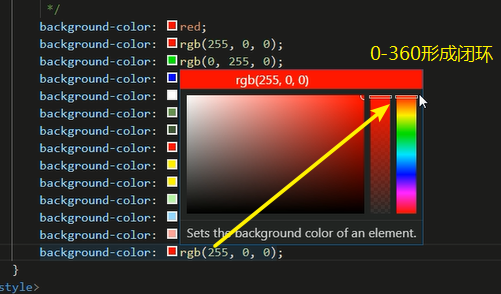 */
background-color: red;
background-color: rgb(255, 0, 0);
background-color: rgb(0, 255, 0);
0-360形成闭环
background-color:
rgb(255, 0, 0)
background-color:
background-color:
background-color:
background-color:
background-color:
background-color:
background-color:
background-color:
background-color:
Sets the background color of an element.
background-color: rgb(255, 0, 0);
}
style>